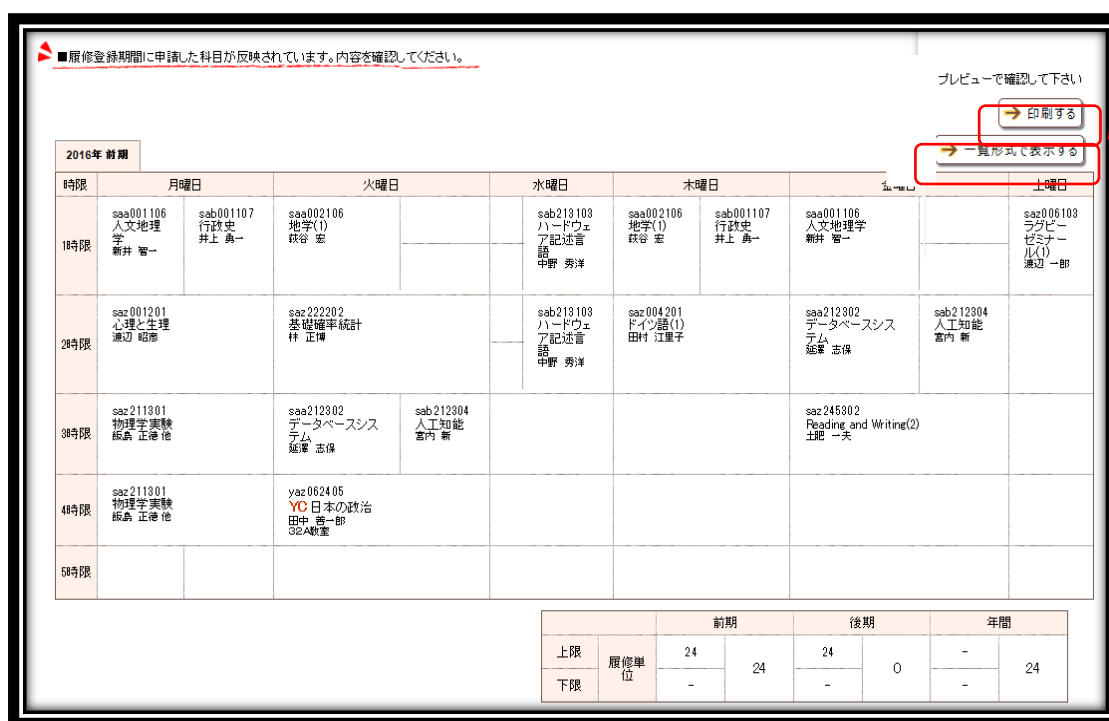 ■履修登録期間に申請した科目が反映されています。内容を確認してください。
プレビューで確認して下さい
印刷する
一覧形式で表示する
2016年 前期
時限 月曜日 火曜日 水曜日 木曜日 土曜日
1時限
saa001106
人文地理
学
新井 智一
sab001107
行政史
井上 勇一
saa002106
地学(1)
萩谷 宏
sab213103
ハードウェ
ア記述言
語
中野 秀洋
saa002106
地学(1)
萩谷 宏
sab001107
行政史
井上 勇一
saa001106
人文地理学
新井 智一
saz006103
ラグビー
ゼミナー
ル(1)
渡辺 一郎
2時限
saz001201
心理と生理
渡辺 昭彦
saz222202
基礎確率統計
林 正博
sab213103
ハードウェ
ア記述言
語
中野 秀洋
saz004201
ドイツ語(1)
田村 江里子
saa212302
データベースシス
テム
延澤 志保
sab212304
人工知能
宮内 新
3時限
saz211301
物理学実験
飯島 正徳 他
saa212302
データベースシス
テム
延澤 志保
sab212304
人工知能
宮内 新
saz245302
Reading and Writing(2)
土肥 一夫
4時限
saz211301
物理学実験
飯島 正徳 他
yaz062405
YC 日本の政治
田中 善一郎
32A教室
5時限
前期 後期 年間
上限 履修単位 24 24 24 0 - 24
下限 - - -